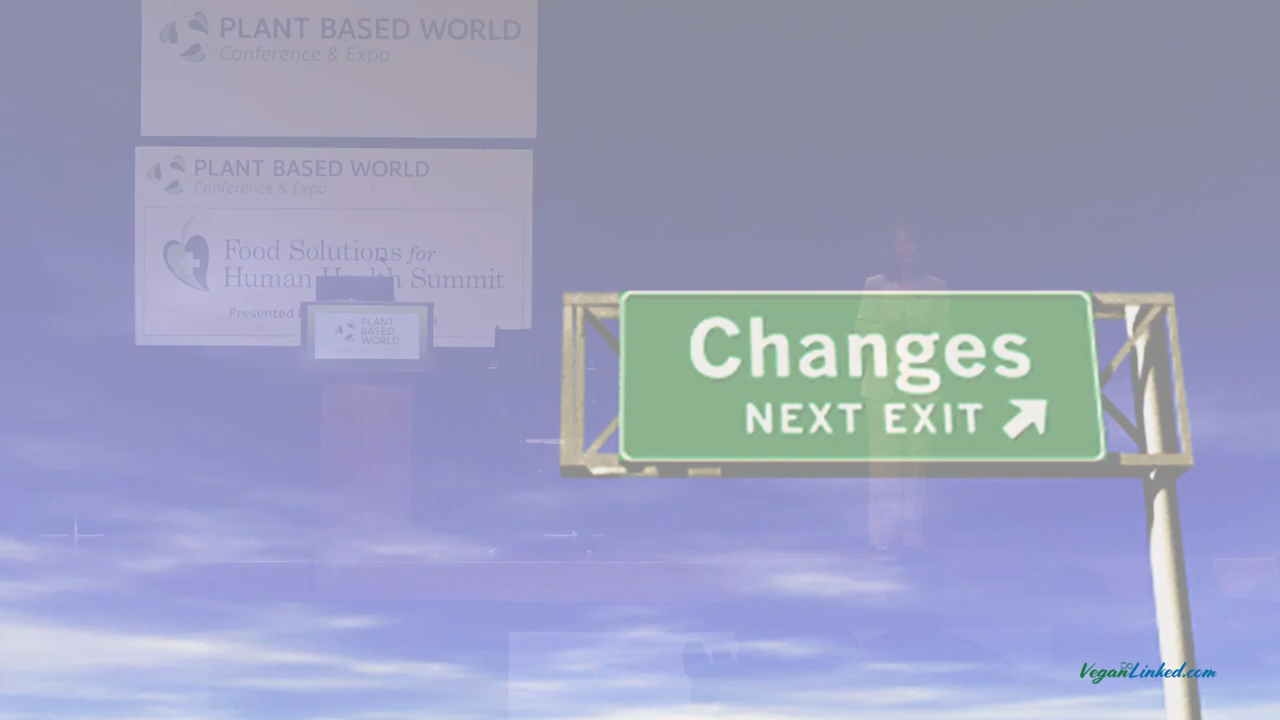 PLANT BASED WORLD
Conference & Expo
PLANT BASED WORLD
Conference & Expo
Food Solutions for
Human Health Summit
Presented
PLANT
BASED
WORLD
Changes
NEXT EXIT
VeganLinked.com